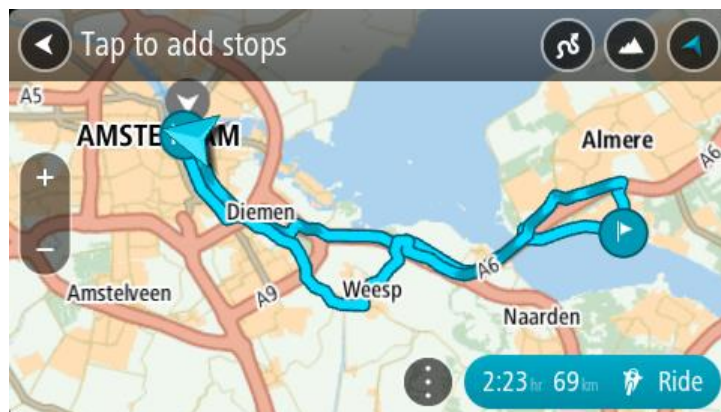 Tap to add stops
A5
AMSTE AM
Almere
A6
Diemen
A6
Weesp
A9
Amstelveen
Naarden
2:23 hr 69 km Ride